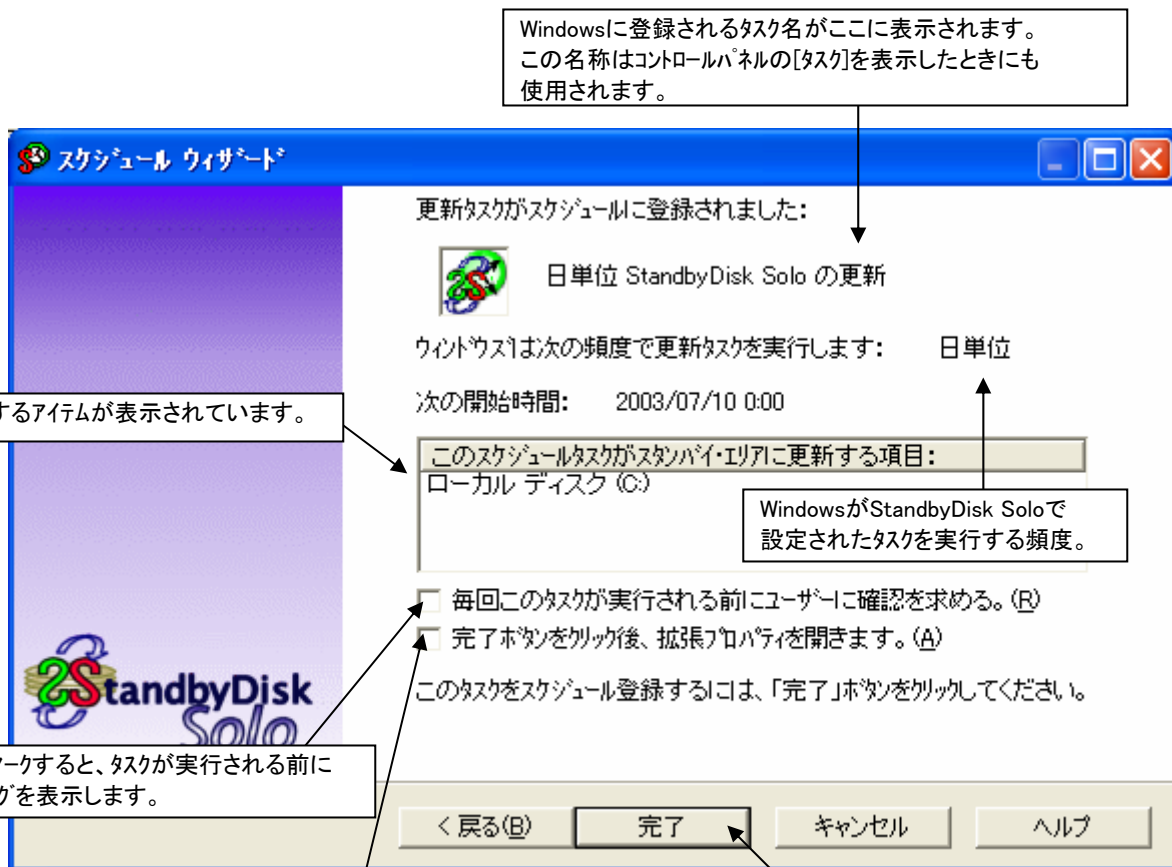 Windowsに登録されるﾀｽｸ名がここに表示されます。
この名称はｺﾝﾄﾛｰﾙﾊﾟﾈﾙの[ﾀｽｸ]を表示したときにも
使用されます。
ｽｹｼﾞｭｰﾙ ｳｨｻﾞｰﾄﾞ
更新ﾀｽｸがｽｹｼﾞｭｰﾙに登録されました:
日単位 StandbyDisk Solo の更新
ｳｨﾝﾄﾞｳｽﾞは次の頻度で更新ﾀｽｸを実行します: 日単位
するｱｲﾃﾑが表示されています。
次の開始時間: 2003/07/10 0:00
このｽｹｼﾞｭｰﾙﾀｽｸがｽﾀﾝﾊﾞｲ・ｴﾘｱに更新する項目:
ローカル ディスク (C:)
WindowsがStandbyDisk Soloで
設定されたﾀｽｸを実行する頻度。
毎回このﾀｽｸが実行される前にﾕｰｻﾞｰに確認を求める。(R)
完了ﾎﾞﾀﾝをｸﾘｯｸ後、拡張ﾌﾟﾛﾊﾟﾃｨを開きます。(A)
StandbyDisk
Solo
このﾀｽｸをｽｹｼﾞｭｰﾙ登録するには、「完了」ﾎﾞﾀﾝをｸﾘｯｸしてください。
ｰｸすると、ﾀｽｸが実行される前に
ｸﾞを表示します。
< 戻る(B) 完了 キャンセル ヘルプ